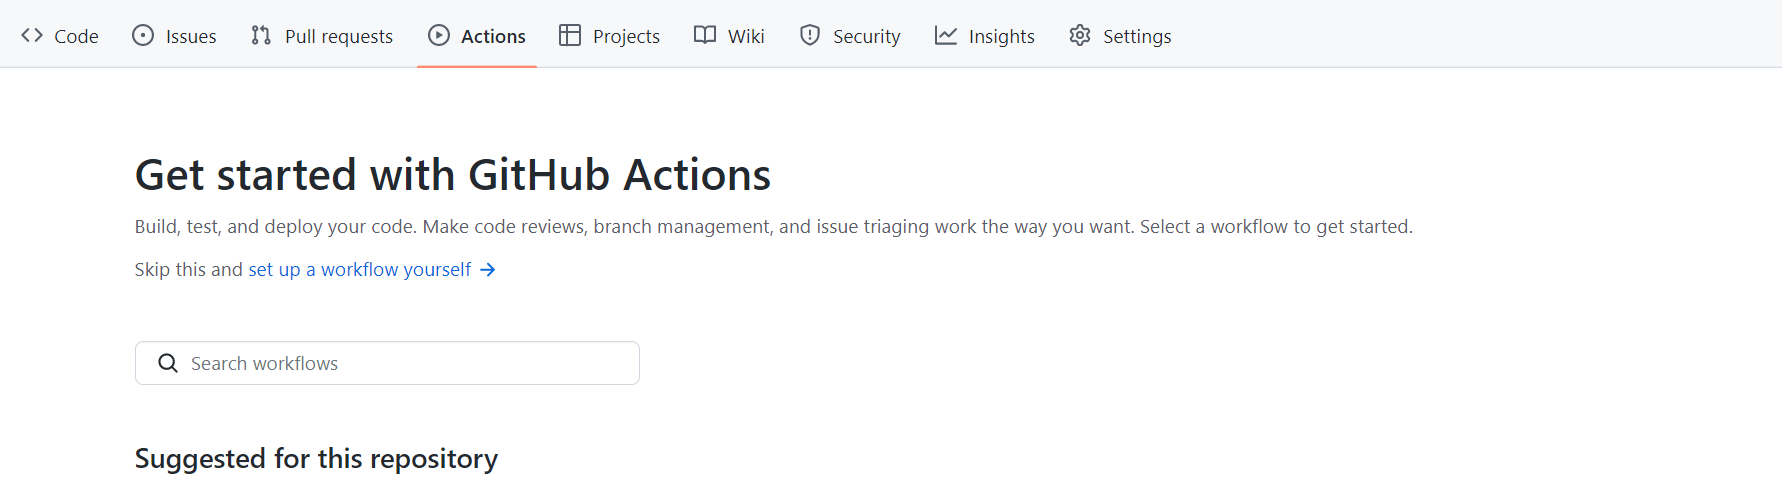 Code Issues Pull requests Actions Projects Wiki Security Insights Settings
Get started with GitHub Actions
Build, test, and deploy your code. Make code reviews, branch management, and issue triaging work the way you want. Select a workflow to get started.
Skip this and set up a workflow yourself →
Search workflows
Suggested for this repository